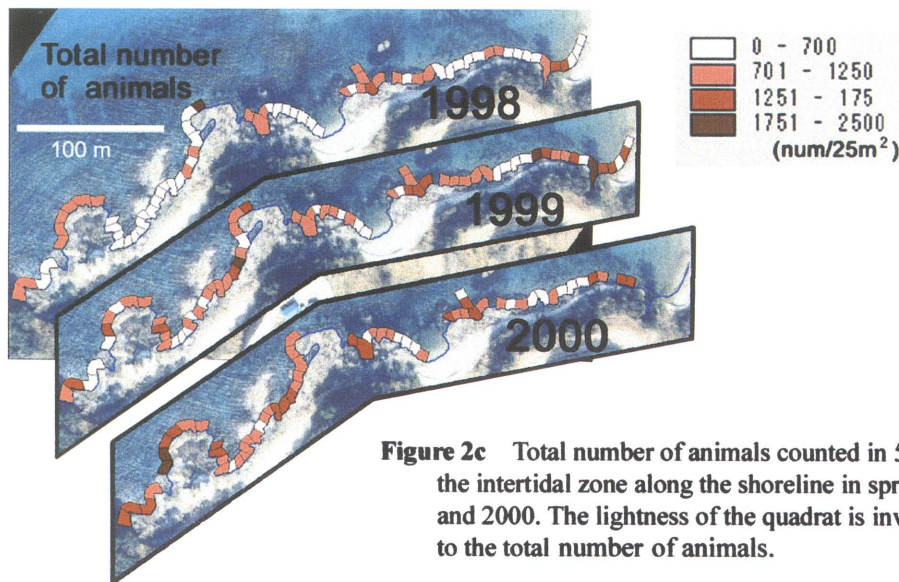 Total number
of animals
100 m
1998
1999
2000
0 - 700
701 - 1250
1251 - 175
1751 - 2500
(num/25m²)
Figure 2c Total number of animals counted in 5
the intertidal zone along the shoreline in spr
and 2000. The lightness of the quadrat is inv
to the total number of animals.